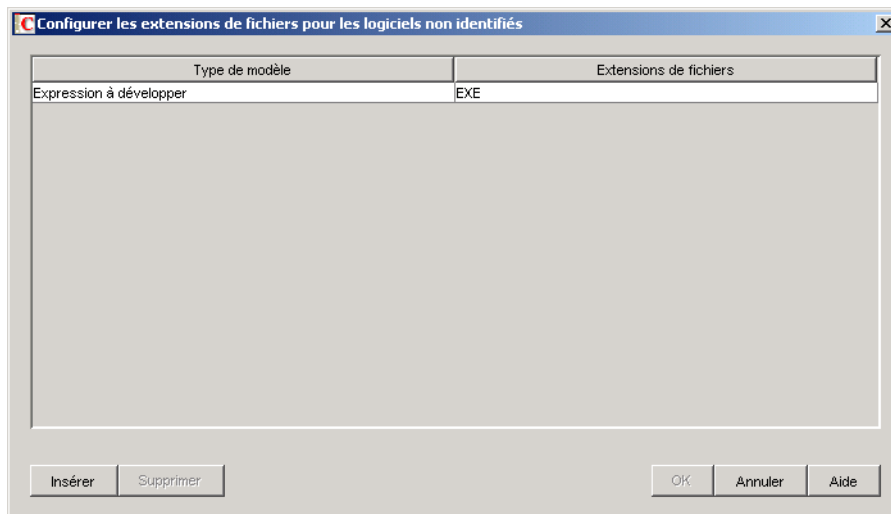 Configurer les extensions de fichiers pour les logiciels non identifiés
Type de modèle Extensions de fichiers
Expression à développer EXE
Insérer Supprimer OK Annuler Aide